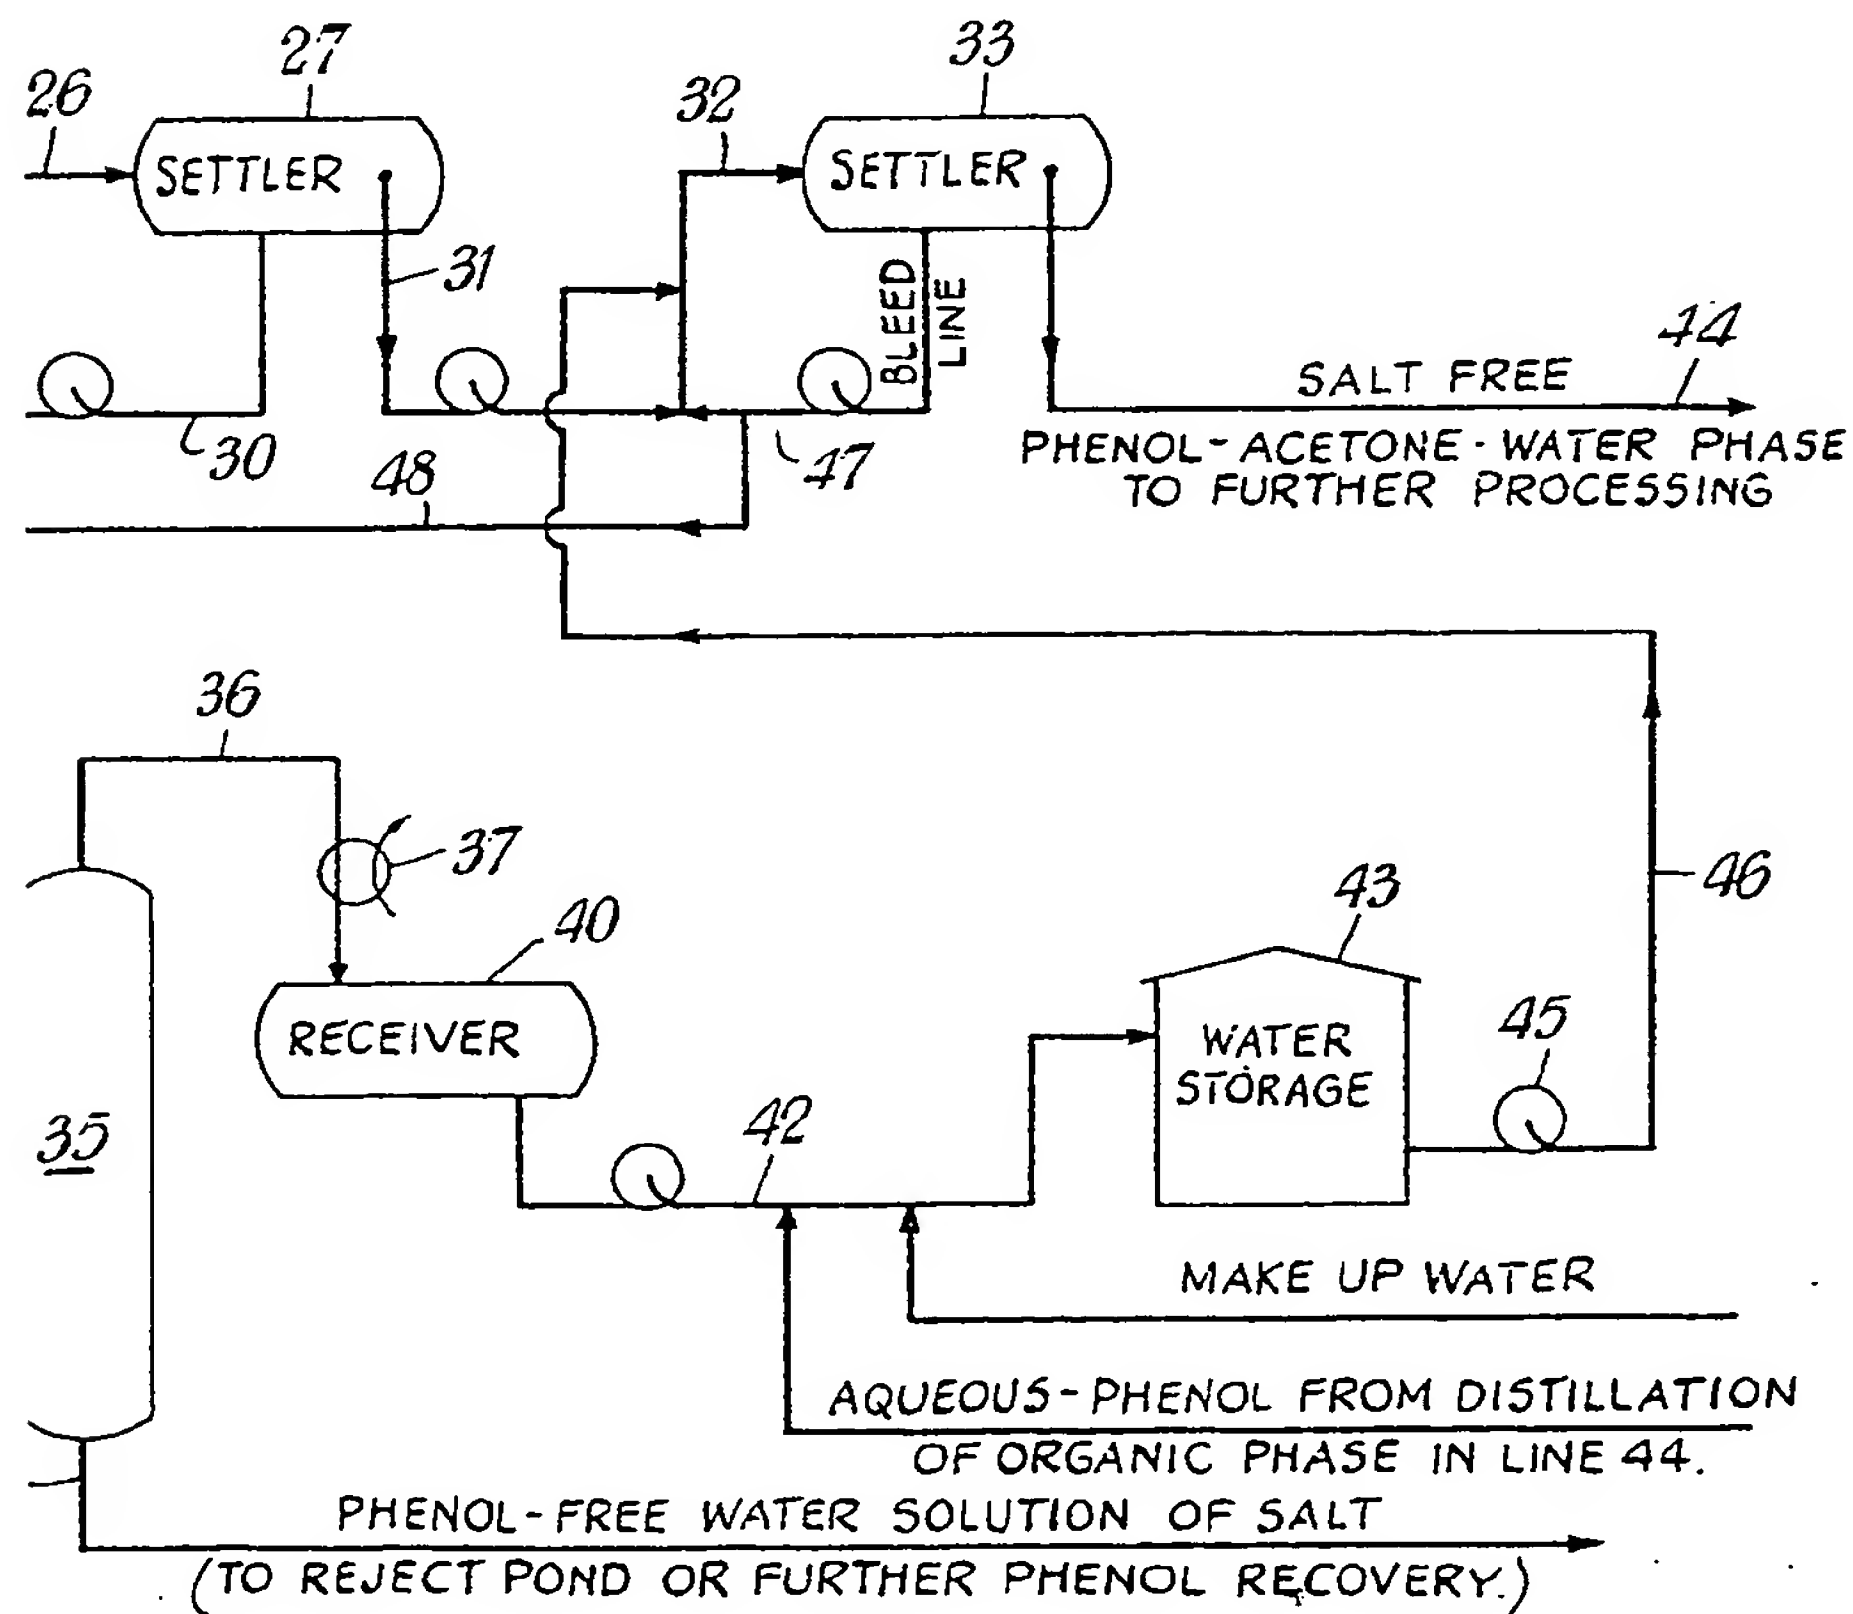 27
33
26
32
SETTLER
SETTLER
31
BLEED
LINE
44
SALT FREE
30
48
47
PHENOL-ACETONE-WATER PHASE
TO FURTHER PROCESSING
36
37
46
43
40
45
RECEIVER
WATER
STORAGE
35
42
MAKE UP WATER
AQUEOUS-PHENOL FROM DISTILLATION
OF ORGANIC PHASE IN LINE 44.
PHENOL-FREE WATER SOLUTION OF SALT
(TO REJECT POND OR FURTHER PHENOL RECOVERY.)